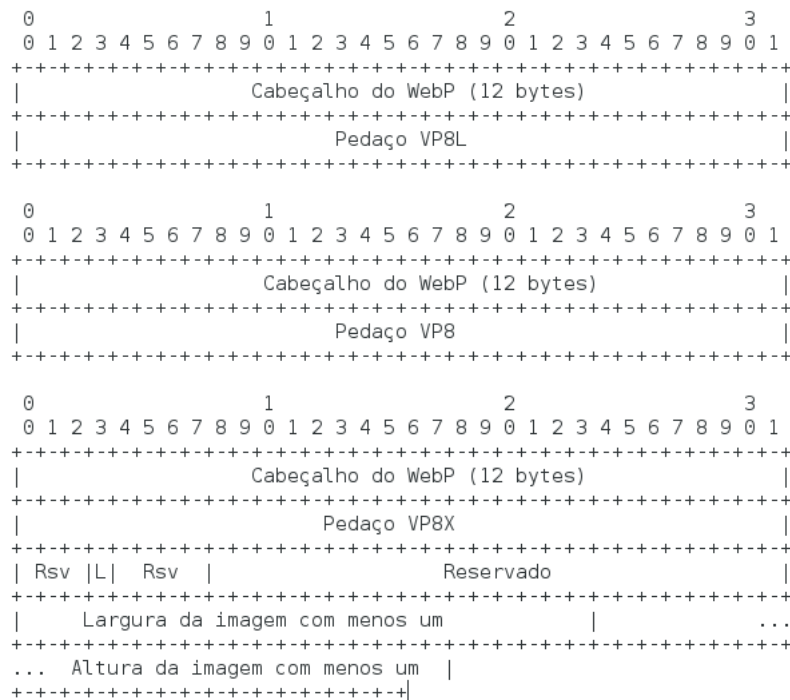 0                   1                   2                   3
 0 1 2 3 4 5 6 7 8 9 0 1 2 3 4 5 6 7 8 9 0 1 2 3 4 5 6 7 8 9 0 1
+-+-+-+-+-+-+-+-+-+-+-+-+-+-+-+-+-+-+-+-+-+-+-+-+-+-+-+-+-+-+-+-+
|                   Cabeçalho do WebP (12 bytes)                |
+-+-+-+-+-+-+-+-+-+-+-+-+-+-+-+-+-+-+-+-+-+-+-+-+-+-+-+-+-+-+-+-+
|                          Pedaço VP8L                          |
+-+-+-+-+-+-+-+-+-+-+-+-+-+-+-+-+-+-+-+-+-+-+-+-+-+-+-+-+-+-+-+-+

 0                   1                   2                   3
 0 1 2 3 4 5 6 7 8 9 0 1 2 3 4 5 6 7 8 9 0 1 2 3 4 5 6 7 8 9 0 1
+-+-+-+-+-+-+-+-+-+-+-+-+-+-+-+-+-+-+-+-+-+-+-+-+-+-+-+-+-+-+-+-+
|                    Cabeçalho do WebP (12 bytes)               |
+-+-+-+-+-+-+-+-+-+-+-+-+-+-+-+-+-+-+-+-+-+-+-+-+-+-+-+-+-+-+-+-+
|                          Pedaço VP8                           |
+-+-+-+-+-+-+-+-+-+-+-+-+-+-+-+-+-+-+-+-+-+-+-+-+-+-+-+-+-+-+-+-+

 0                   1                   2                   3
 0 1 2 3 4 5 6 7 8 9 0 1 2 3 4 5 6 7 8 9 0 1 2 3 4 5 6 7 8 9 0 1
+-+-+-+-+-+-+-+-+-+-+-+-+-+-+-+-+-+-+-+-+-+-+-+-+-+-+-+-+-+-+-+-+
|                   Cabeçalho do WebP (12 bytes)                |
+-+-+-+-+-+-+-+-+-+-+-+-+-+-+-+-+-+-+-+-+-+-+-+-+-+-+-+-+-+-+-+-+
|                         Pedaço VP8X                           |
+-+-+-+-+-+-+-+-+-+-+-+-+-+-+-+-+-+-+-+-+-+-+-+-+-+-+-+-+-+-+-+-+
| Rsv |L|  Rsv  |                   Reservado                   |
+-+-+-+-+-+-+-+-+-+-+-+-+-+-+-+-+-+-+-+-+-+-+-+-+-+-+-+-+-+-+-+-+
|     Largura da imagem com menos um            |             ...
+-+-+-+-+-+-+-+-+-+-+-+-+-+-+-+-+-+-+-+-+-+-+-+-+-+-+-+-+-+-+-+-+
...  Altura da imagem com menos um  |
+-+-+-+-+-+-+-+-+-+-+-+-+-+-+-+-+|